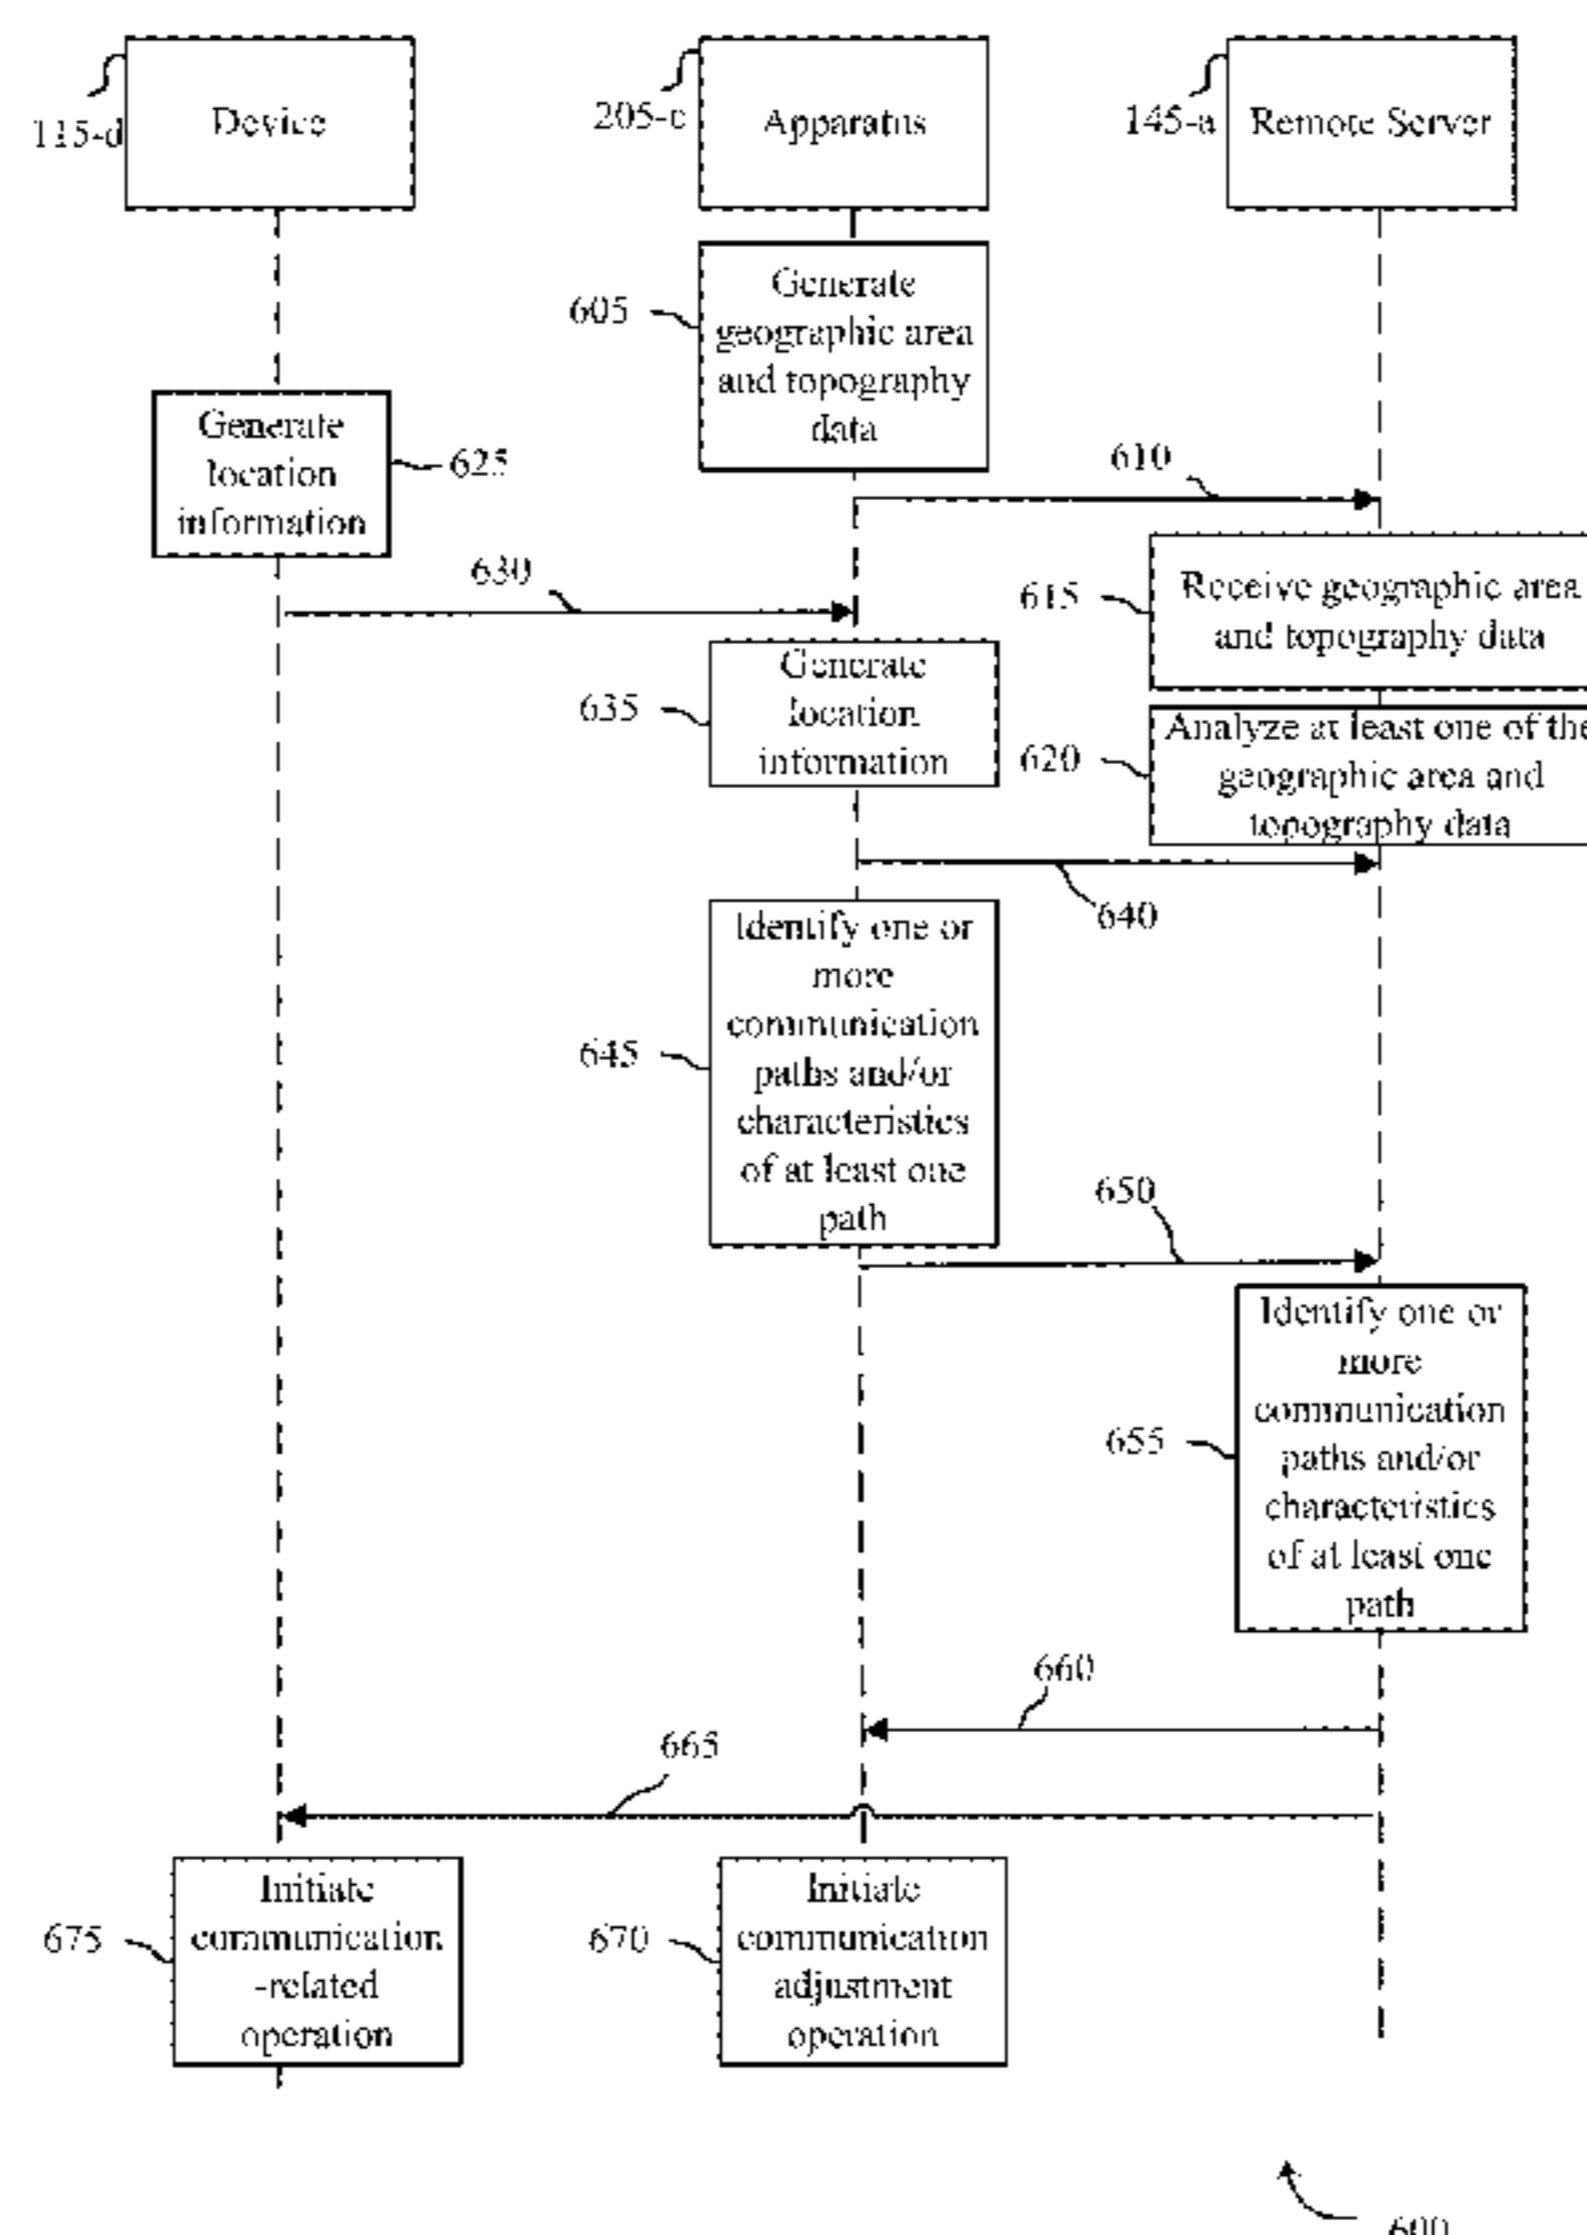 115-d
Device
205-c
Apparatus
145-a
Remote Server
605
Generate
geographic area
and topography
data
Generate
location
information
625
610
630
615
Receive geographic area
and topography data
635
Generate
location
information
620
Analyze at least one of the
geographic area and
topography data
640
645
Identify one or
more
communication
paths and/or
characteristics
of at least one
path
650
655
Identify one or
more
communication
paths and/or
characteristics
of at least one
path
660
665
675
Initiate
communication
-related
operation
670
Initiate
communication
adjustment
operation
600